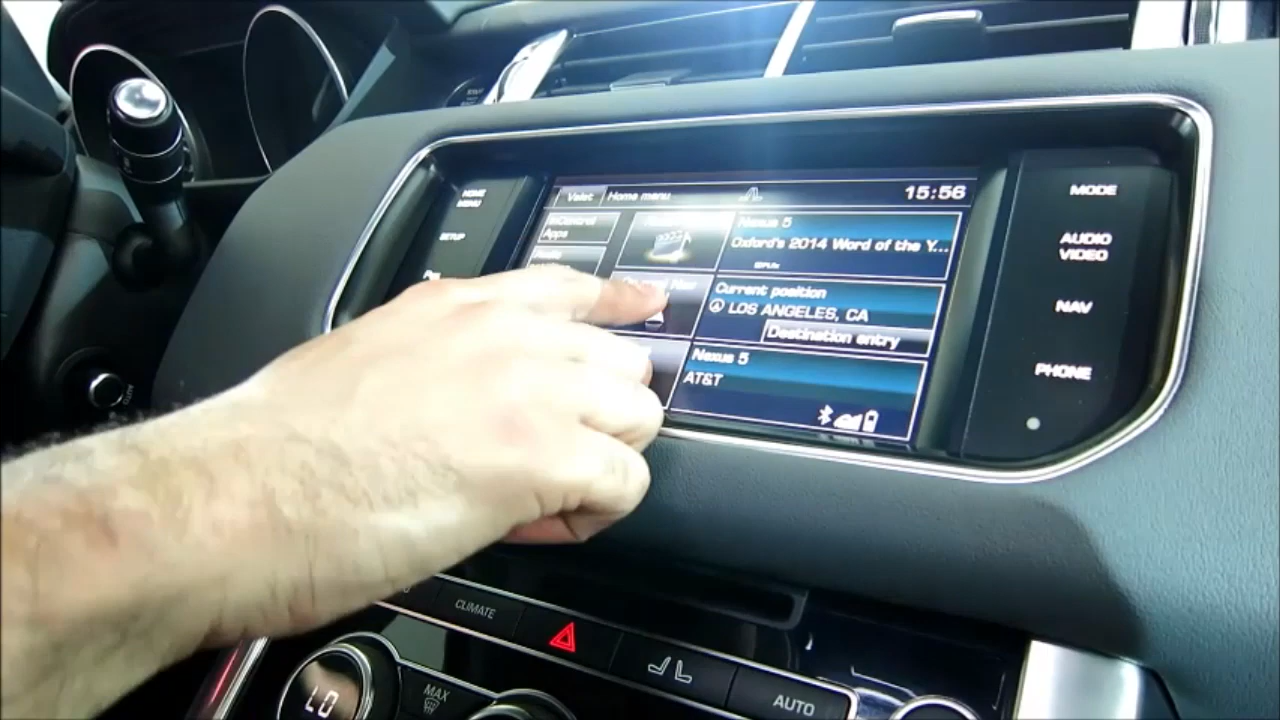 HOME
MENU
SETUP
Valet
Home menu
15:56
InControl
Apps
Nexus 5
Oxford's 2014 Word of the Y...
Current position
LOS ANGELES, CA
Destination entry
Nexus 5
AT&T
MODE
AUDIO
VIDEO
NAV
PHONE
CLIMATE
AUTO
LO
MAX
AUTO